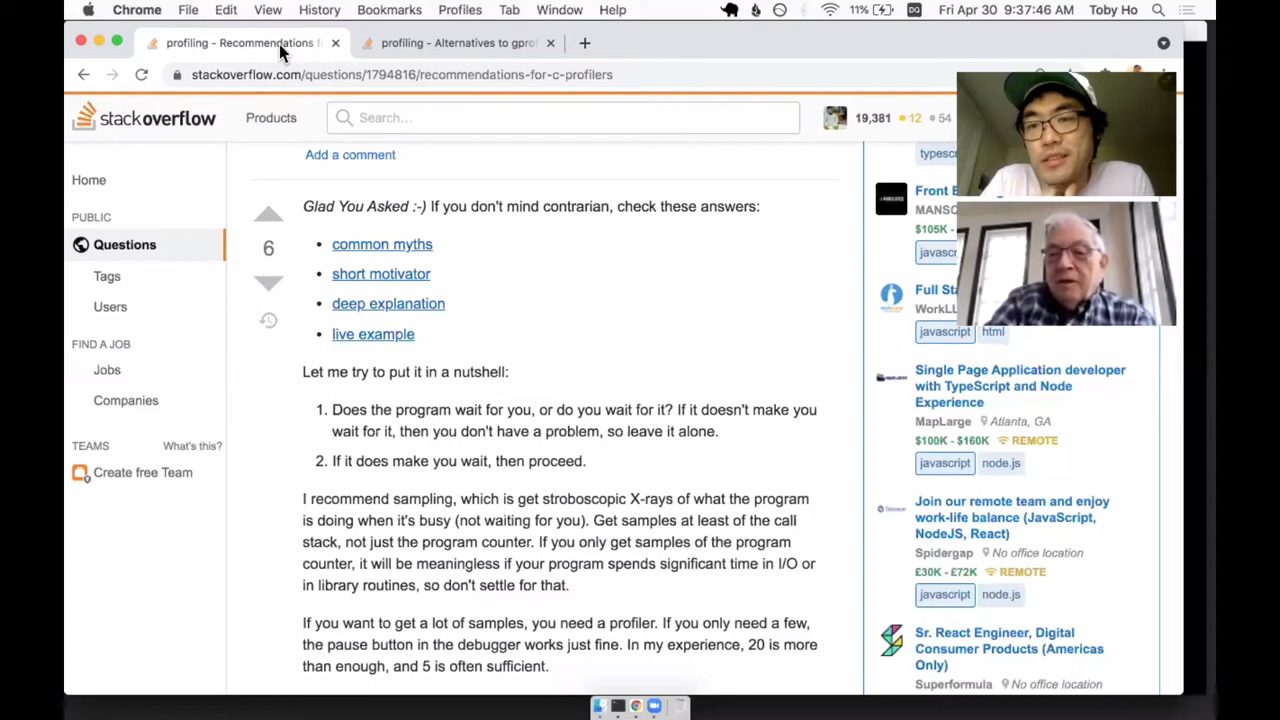 Chrome File Edit View History Bookmarks Profiles Tab Window Help 11% Fri Apr 30 9:37:46 AM Toby Ho
profiling - Recommendations f
profiling - Alternatives to gprof
stackoverflow.com/questions/1794816/recommendations-for-c-profilers
stackoverflow
Products
Search...
19,381 12 54
Home
PUBLIC
Questions
Tags
Users
FIND A JOB
Jobs
Companies
TEAMS What's this?
Create free Team
Add a comment
6
Glad You Asked :-) If you don't mind contrarian, check these answers:
• common myths
• short motivator
• deep explanation
• live example
Let me try to put it in a nutshell:
1. Does the program wait for you, or do you wait for it? If it doesn't make you
wait for it, then you don't have a problem, so leave it alone.
2. If it does make you wait, then proceed.
I recommend sampling, which is get stroboscopic X-rays of what the program
is doing when it's busy (not waiting for you). Get samples at least of the call
stack, not just the program counter. If you only get samples of the program
counter, it will be meaningless if your program spends significant time in I/O or
in library routines, so don't settle for that.
If you want to get a lot of samples, you need a profiler. If you only need a few,
the pause button in the debugger works just fine. In my experience, 20 is more
than enough, and 5 is often sufficient.
typesc
Front E
MANSC
$105K -
javasc
Full Sta
WorkLL
javascript html
Single Page Application developer
with TypeScript and Node
Experience
MapLarge Atlanta, GA
$100K - $160K REMOTE
javascript node.js
Join our remote team and enjoy
work-life balance (JavaScript,
NodeJS, React)
Spidergap No office location
£30K - £72K REMOTE
javascript node.js
Sr. React Engineer, Digital
Consumer Products (Americas
Only)
Superformula No office location